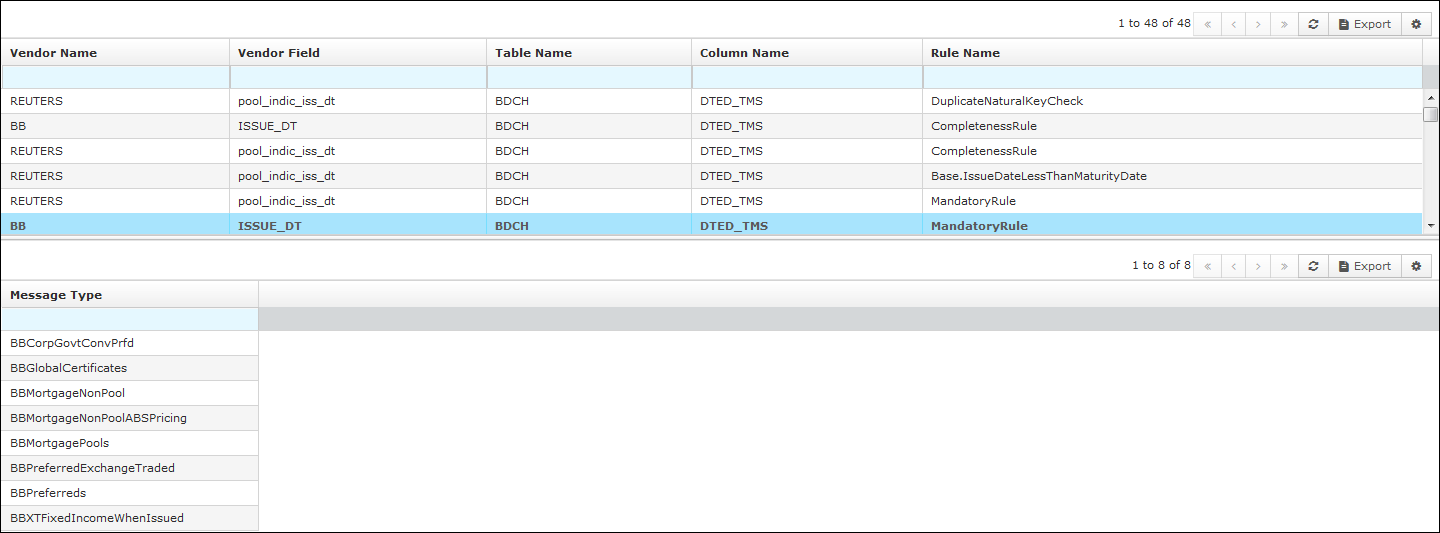 1 to 48 of 48 « ‹ › » Export
Vendor Name Vendor Field Table Name Column Name Rule Name
REUTERS pool_indic_iss_dt BDCH DTED_TMS DuplicateNaturalKeyCheck
BB ISSUE_DT BDCH DTED_TMS CompletenessRule
REUTERS pool_indic_iss_dt BDCH DTED_TMS CompletenessRule
REUTERS pool_indic_iss_dt BDCH DTED_TMS Base.IssueDateLessThanMaturityDate
REUTERS pool_indic_iss_dt BDCH DTED_TMS MandatoryRule
BB ISSUE_DT BDCH DTED_TMS MandatoryRule
1 to 8 of 8 « ‹ › » Export
Message Type
BBCorpGovtConvPrfd
BBGlobalCertificates
BBMortgageNonPool
BBMortgageNonPoolABSPricing
BBMortgagePools
BBPreferredExchangeTraded
BBPreferreds
BBXTFixedIncomeWhenIssued